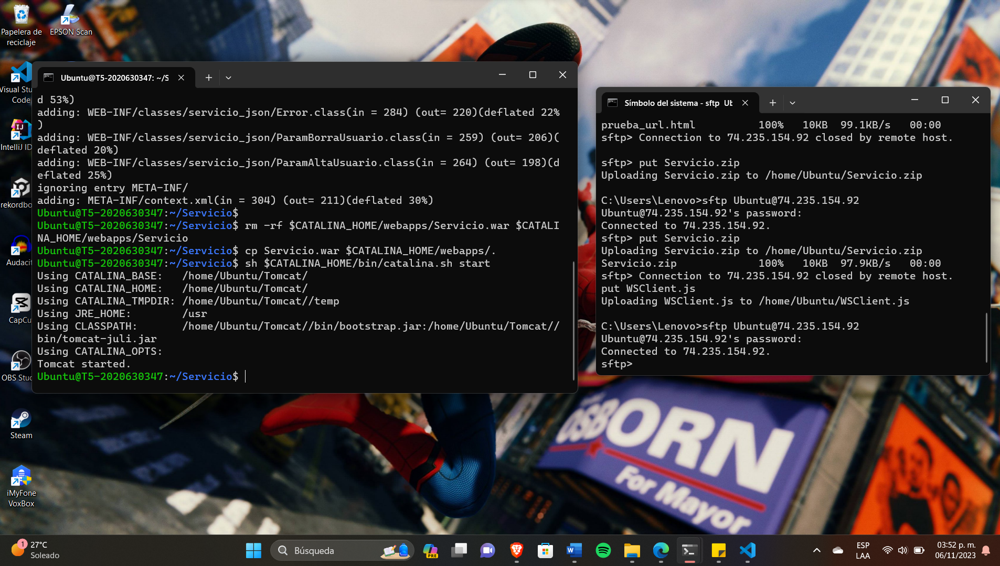 Papelera de
reciclaje
EPSON Scan
Visual Stu
Code
IntelliJ ID
rekordbo
Audacit
CapCu
OBS Stud
Steam
iMyFone
VoxBox
Ubuntu@T5-2020630347: ~/S
d 53%)
adding: WEB-INF/classes/servicio_json/Error.class(in = 284) (out= 220)(deflated 22%
)
adding: WEB-INF/classes/servicio_json/ParamBorraUsuario.class(in = 259) (out= 206)(
deflated 20%)
adding: WEB-INF/classes/servicio_json/ParamAltaUsuario.class(in = 264) (out= 198)(d
eflated 25%)
ignoring entry META-INF/
adding: META-INF/context.xml(in = 304) (out= 211)(deflated 30%)
Ubuntu@T5-2020630347:~/Servicio$
Ubuntu@T5-2020630347:~/Servicio$ rm -rf $CATALINA_HOME/webapps/Servicio.war $CATALI
NA_HOME/webapps/Servicio
Ubuntu@T5-2020630347:~/Servicio$ cp Servicio.war $CATALINA_HOME/webapps/.
Ubuntu@T5-2020630347:~/Servicio$ sh $CATALINA_HOME/bin/catalina.sh start
Using CATALINA_BASE:   /home/Ubuntu/Tomcat/
Using CATALINA_HOME:   /home/Ubuntu/Tomcat/
Using CATALINA_TMPDIR: /home/Ubuntu/Tomcat//temp
Using JRE_HOME:        /usr
Using CLASSPATH:       /home/Ubuntu/Tomcat//bin/bootstrap.jar:/home/Ubuntu/Tomcat//
bin/tomcat-juli.jar
Using CATALINA_OPTS:
Tomcat started.
Ubuntu@T5-2020630347:~/Servicio$
Símbolo del sistema - sftp Ub
prueba_url.html          100%   10KB  99.1KB/s   00:00
sftp> Connection to 74.235.154.92 closed by remote host.
sftp> put Servicio.zip
Uploading Servicio.zip to /home/Ubuntu/Servicio.zip
C:\Users\Lenovo>sftp Ubuntu@74.235.154.92
Ubuntu@74.235.154.92's password:
Connected to 74.235.154.92.
sftp> put Servicio.zip
Uploading Servicio.zip to /home/Ubuntu/Servicio.zip
Servicio.zip             100%   10KB  97.9KB/s   00:00
sftp> Connection to 74.235.154.92 closed by remote host.
put WSClient.js
Uploading WSClient.js to /home/Ubuntu/WSClient.js
C:\Users\Lenovo>sftp Ubuntu@74.235.154.92
Ubuntu@74.235.154.92's password:
Connected to 74.235.154.92.
sftp>
OSBORN
For Mayor
1
27°C
Soleado
Búsqueda
PRE
ESP
LAA
03:52 p. m.
06/11/2023